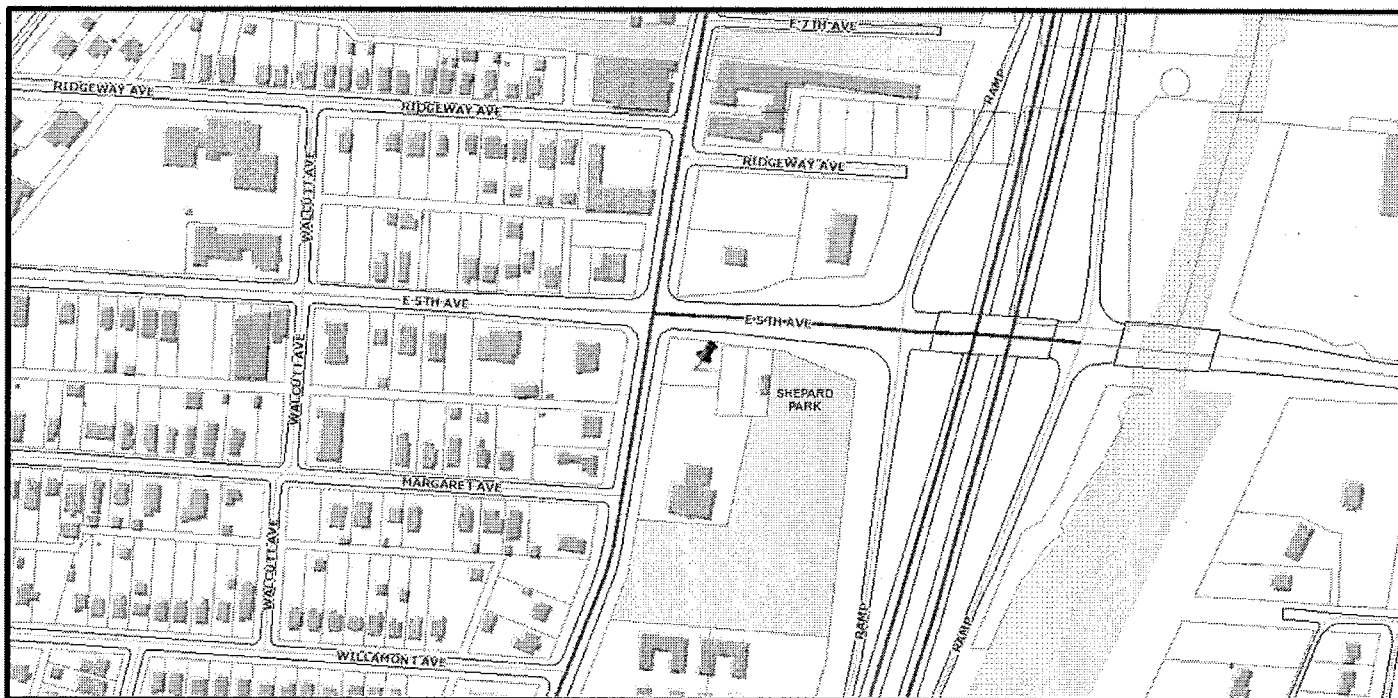 E 7TH AVE
RIDGEWAY AVE
RIDGEWAY AVE
RAMP
WALCUTT AVE
RIDGEWAY AVE
E 5TH AVE
E 5TH AVE
WALCUTT AVE
SHEPARD
PARK
MARGARET AVE
WALCUTT AVE
RAMP
RAMP
WILLAMONT AVE